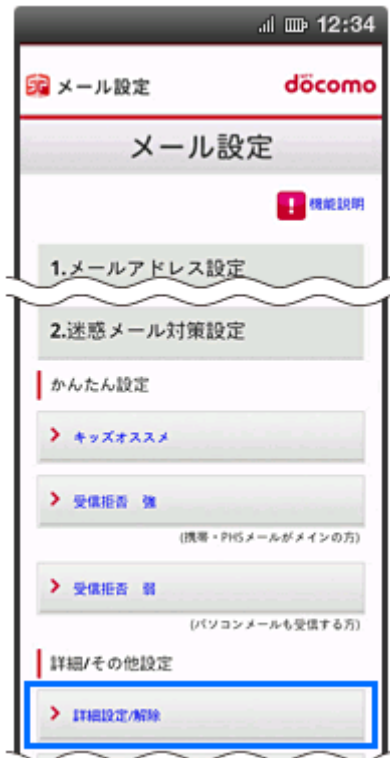 12:34
メール設定 döcomo
メール設定
! 機能説明
1.メールアドレス設定
2.迷惑メール対策設定
かんたん設定
キッズオススメ
受信拒否 強
(携帯・PHSメールがメインの方)
受信拒否 弱
(パソコンメールも受信する方)
詳細/その他設定
詳細設定/解除